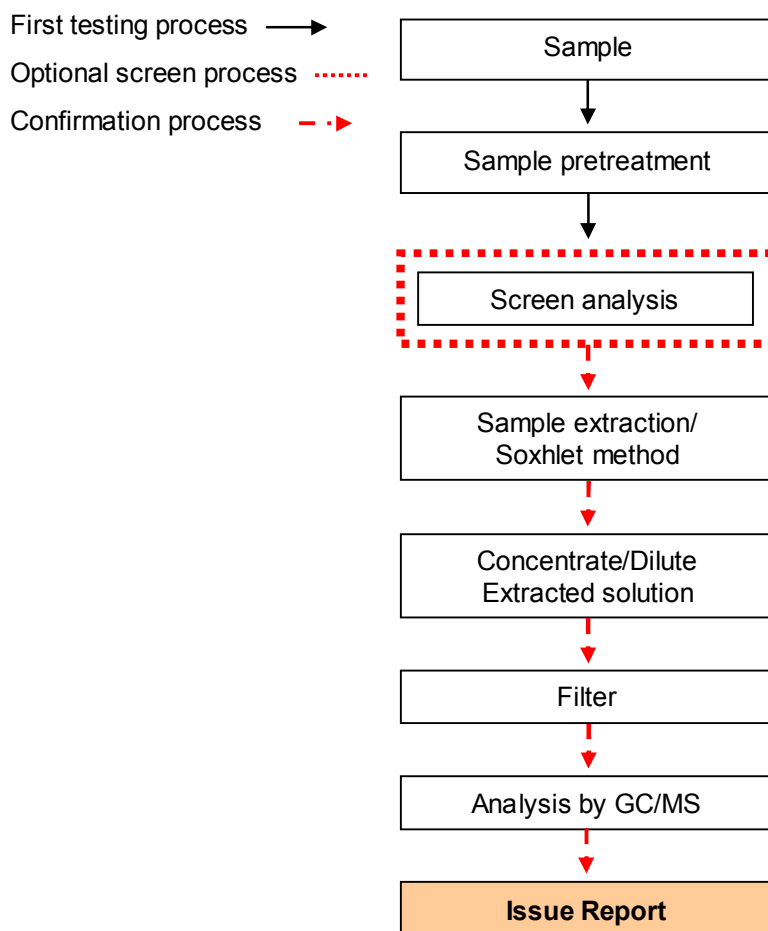 First testing process
Optional screen process
Confirmation process
Sample
Sample pretreatment
Screen analysis
Sample extraction/
Soxhlet method
Concentrate/Dilute
Extracted solution
Filter
Analysis by GC/MS
Issue Report